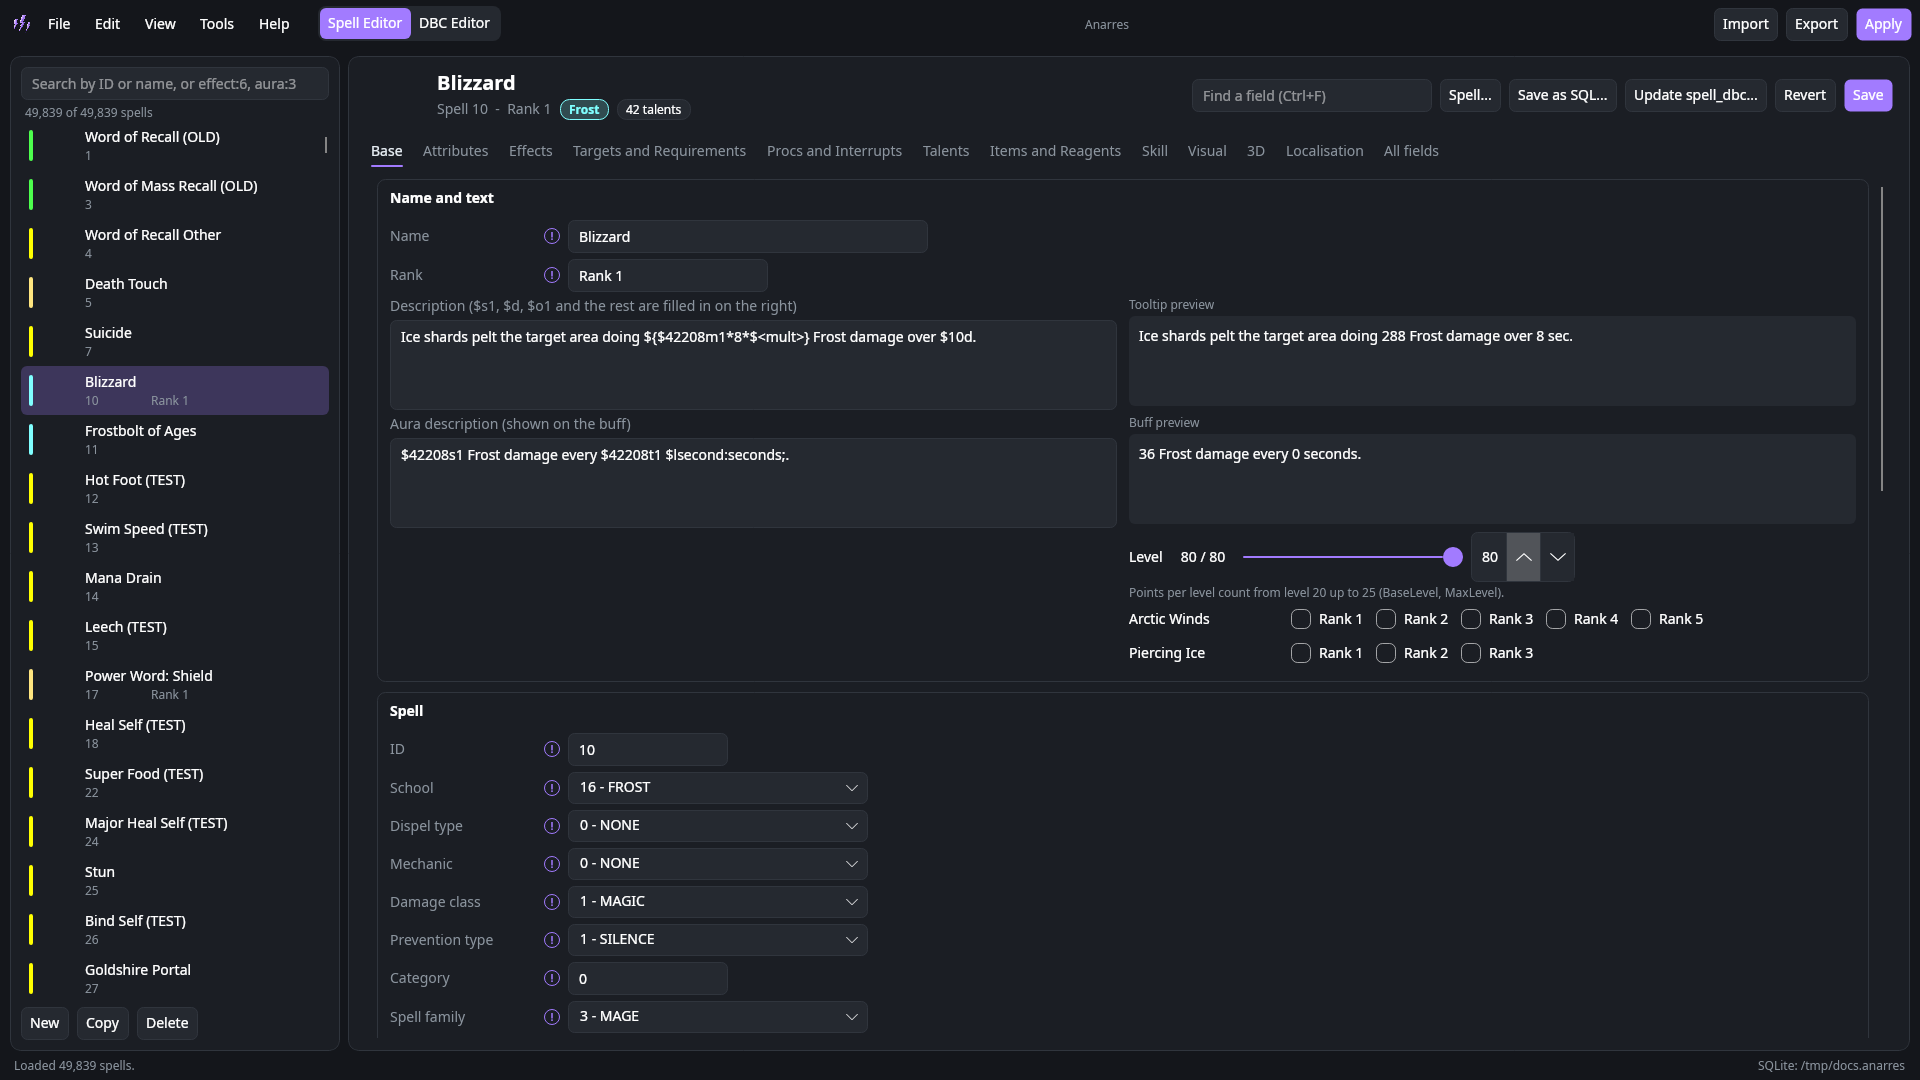 File Edit View Tools Help Spell Editor DBC Editor Anarres Import Export Apply
Search by ID or name, or effect:6, aura:3
49,839 of 49,839 spells
Word of Recall (OLD)
1
Word of Mass Recall (OLD)
3
Word of Recall Other
4
Death Touch
5
Suicide
7
Blizzard
10 Rank 1
Frostbolt of Ages
11
Hot Foot (TEST)
12
Swim Speed (TEST)
13
Mana Drain
14
Leech (TEST)
15
Power Word: Shield
17 Rank 1
Heal Self (TEST)
18
Super Food (TEST)
22
Major Heal Self (TEST)
24
Stun
25
Bind Self (TEST)
26
Goldshire Portal
27
New Copy Delete
Blizzard
Spell 10 - Rank 1 Frost 42 talents
Find a field (Ctrl+F) Spell... Save as SQL... Update spell_dbc... Revert Save
Base Attributes Effects Targets and Requirements Procs and Interrupts Talents Items and Reagents Skill Visual 3D Localisation All fields
Name and text
Name Blizzard
Rank Rank 1
Description ($s1, $d, $o1 and the rest are filled in on the right)
Ice shards pelt the target area doing ${$42208m1*8*$<mult>} Frost damage over $10d.
Aura description (shown on the buff)
$42208s1 Frost damage every $42208t1 $lsecond:seconds;.
Tooltip preview
Ice shards pelt the target area doing 288 Frost damage over 8 sec.
Buff preview
36 Frost damage every 0 seconds.
Level 80 / 80 80
Points per level count from level 20 up to 25 (BaseLevel, MaxLevel).
Arctic Winds Rank 1 Rank 2 Rank 3 Rank 4 Rank 5
Piercing Ice Rank 1 Rank 2 Rank 3
Spell
ID 10
School 16 - FROST
Dispel type 0 - NONE
Mechanic 0 - NONE
Damage class 1 - MAGIC
Prevention type 1 - SILENCE
Category 0
Spell family 3 - MAGE
Loaded 49,839 spells.
SQLite: /tmp/docs.anarres